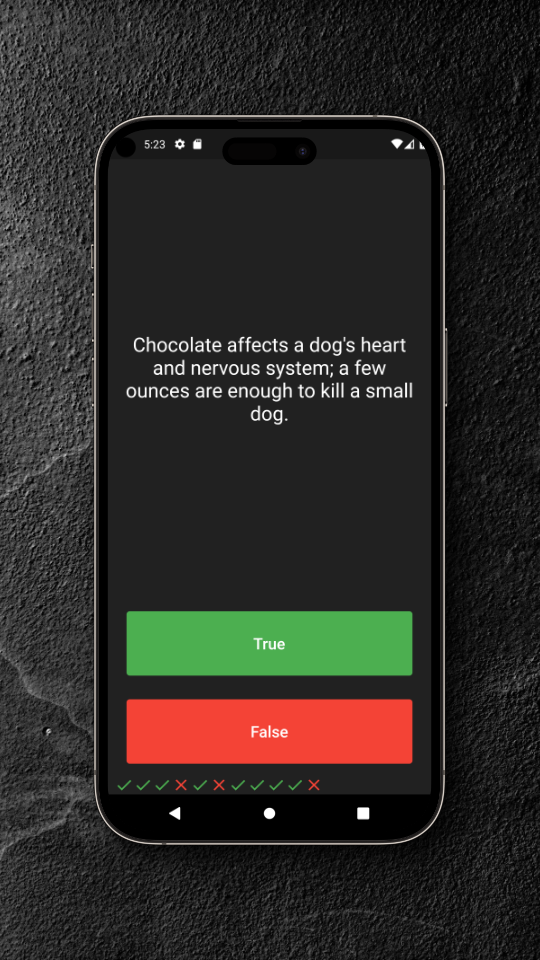 5:23
Chocolate affects a dog's heart
and nervous system; a few
ounces are enough to kill a small
dog.
True
False